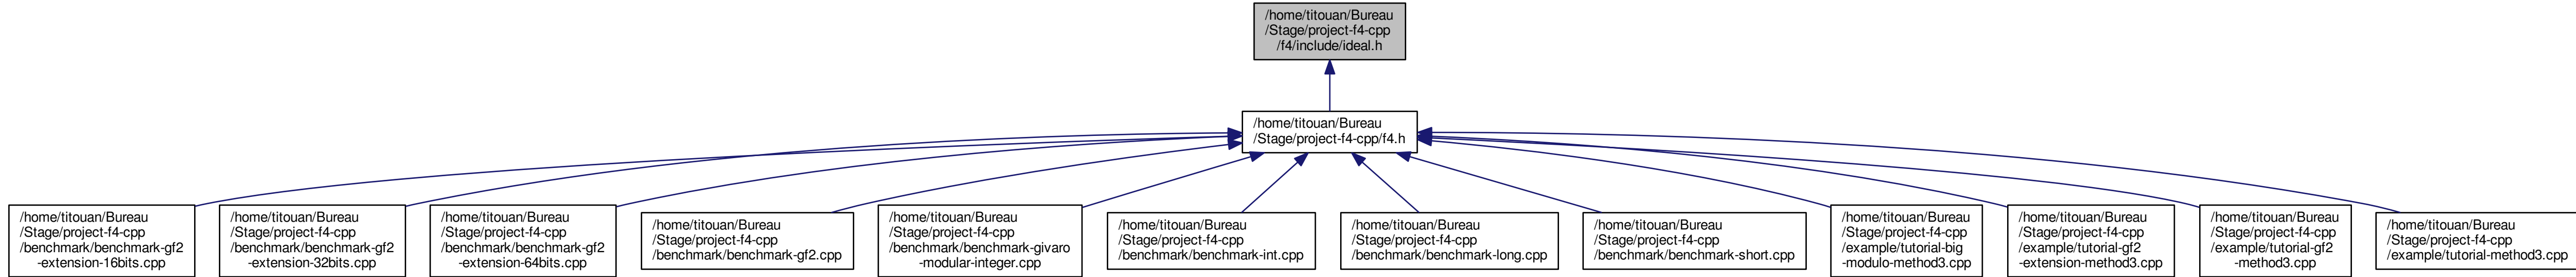 /home/titouan/Bureau
/Stage/project-f4-cpp
/f4/include/ideal.h
/home/titouan/Bureau
/Stage/project-f4-cpp/f4.h
/home/titouan/Bureau
/Stage/project-f4-cpp
/benchmark/benchmark-gf2
-extension-16bits.cpp
/home/titouan/Bureau
/Stage/project-f4-cpp
/benchmark/benchmark-gf2
-extension-32bits.cpp
/home/titouan/Bureau
/Stage/project-f4-cpp
/benchmark/benchmark-gf2
-extension-64bits.cpp
/home/titouan/Bureau
/Stage/project-f4-cpp
/benchmark/benchmark-gf2.cpp
/home/titouan/Bureau
/Stage/project-f4-cpp
/benchmark/benchmark-givaro
-modular-integer.cpp
/home/titouan/Bureau
/Stage/project-f4-cpp
/benchmark/benchmark-int.cpp
/home/titouan/Bureau
/Stage/project-f4-cpp
/benchmark/benchmark-long.cpp
/home/titouan/Bureau
/Stage/project-f4-cpp
/benchmark/benchmark-short.cpp
/home/titouan/Bureau
/Stage/project-f4-cpp
/example/tutorial-big
-modulo-method3.cpp
/home/titouan/Bureau
/Stage/project-f4-cpp
/example/tutorial-gf2
-extension-method3.cpp
/home/titouan/Bureau
/Stage/project-f4-cpp
/example/tutorial-gf2
-method3.cpp
/home/titouan/Bureau
/Stage/project-f4-cpp
/example/tutorial-method3.cpp